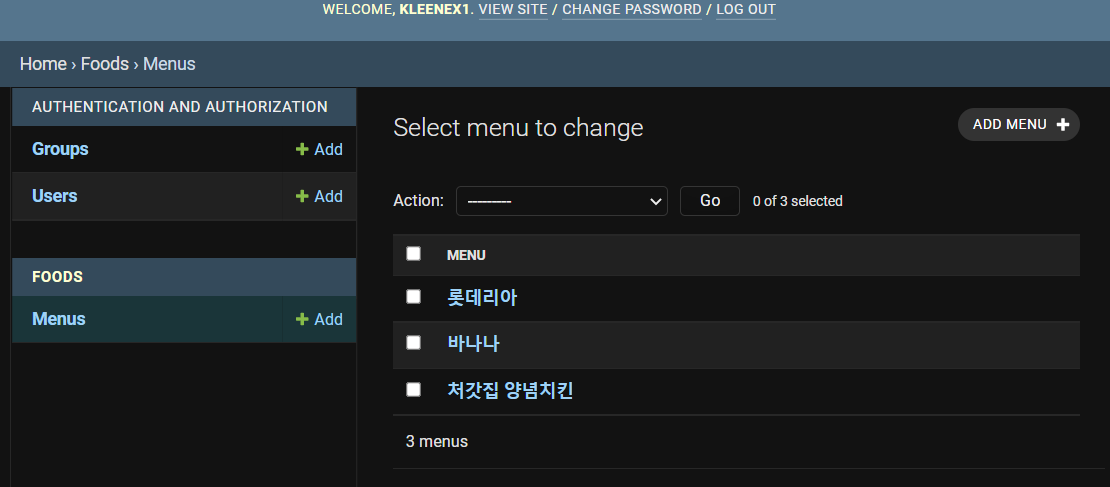 WELCOME, KLEENEX1. VIEW SITE / CHANGE PASSWORD / LOG OUT
Home › Foods › Menus
AUTHENTICATION AND AUTHORIZATION
Groups
Add
Users
Add
FOODS
Menus
Add
Select menu to change
ADD MENU
Action:
---------
Go
0 of 3 selected
MENU
롯데리아
바나나
처갓집 양념치킨
3 menus